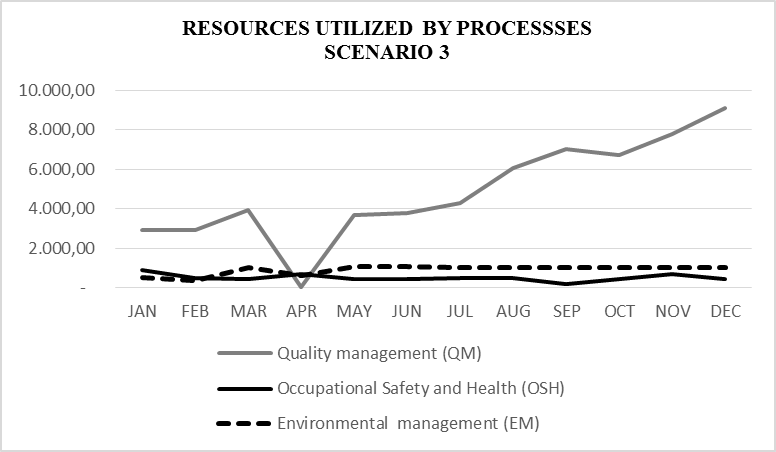 RESOURCES UTILIZED BY PROCESSSES
SCENARIO 3
10.000,00
8.000,00
6.000,00
4.000,00
2.000,00
-
JAN FEB MAR APR MAY JUN JUL AUG SEP OCT NOV DEC
Quality management (QM)
Occupational Safety and Health (OSH)
Environmental management (EM)